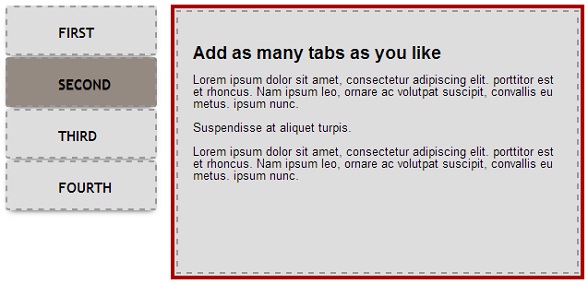 FIRST
SECOND
THIRD
FOURTH
Add as many tabs as you like
Lorem ipsum dolor sit amet, consectetur adipiscing elit. porttitor est
et rhoncus. Nam ipsum leo, ornare ac volutpat suscipit, convallis eu
metus. ipsum nunc.
Suspendisse at aliquet turpis.
Lorem ipsum dolor sit amet, consectetur adipiscing elit. porttitor est
et rhoncus. Nam ipsum leo, ornare ac volutpat suscipit, convallis eu
metus. ipsum nunc.